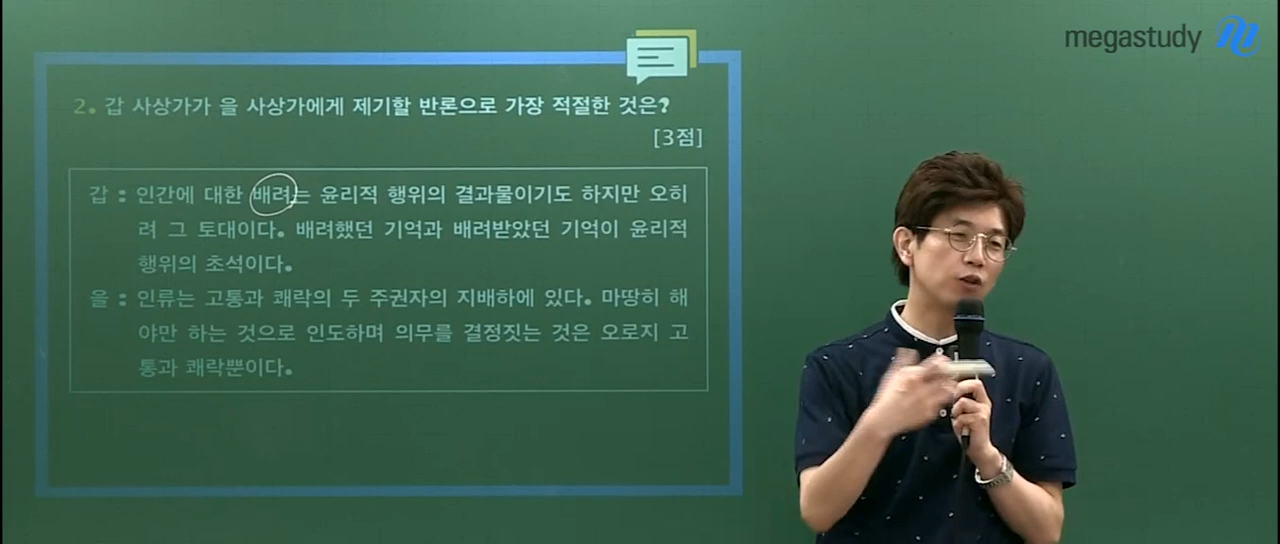 megastudy
2. 갑 사상가가 을 사상가에게 제기할 반론으로 가장 적절한 것은?
[3점]
갑 : 인간에 대한 배려는 윤리적 행위의 결과물이기도 하지만 오히
려 그 토대이다. 배려했던 기억과 배려받았던 기억이 윤리적
행위의 초석이다.
을 : 인류는 고통과 쾌락의 두 주권자의 지배하에 있다. 마땅히 해
야만 하는 것으로 인도하며 의무를 결정짓는 것은 오로지 고
통과 쾌락뿐이다.